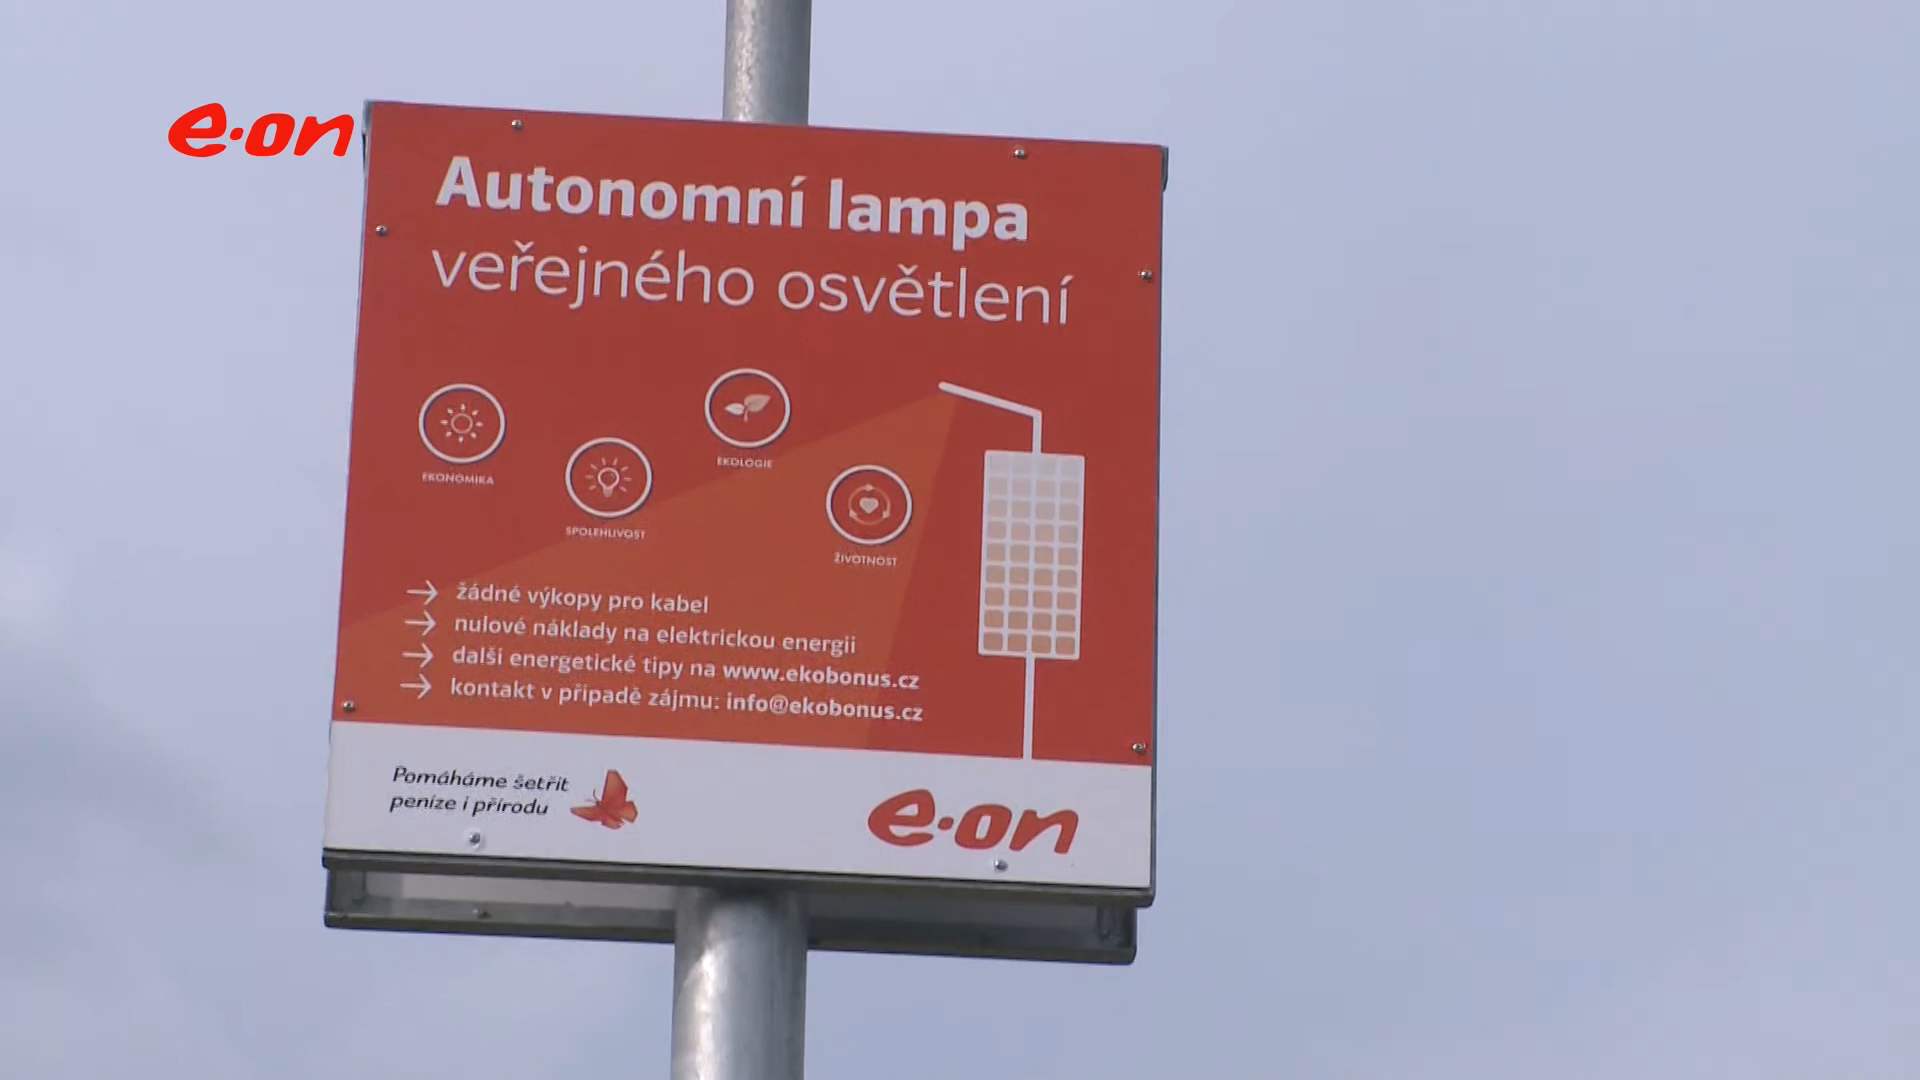 e·on
Autonomní lampa
veřejného osvětlení
EKOLOGIE
EKONOMIKA
SPOLEHLIVOST
ŽIVOTNOST
→ žádné výkopy pro kabel
→ nulové náklady na elektrickou energii
→ další energetické tipy na www.ekobonus.cz
→ kontakt v případě zájmu: info@ekobonus.cz
Pomáháme šetřit
peníze i přírodu
e·on